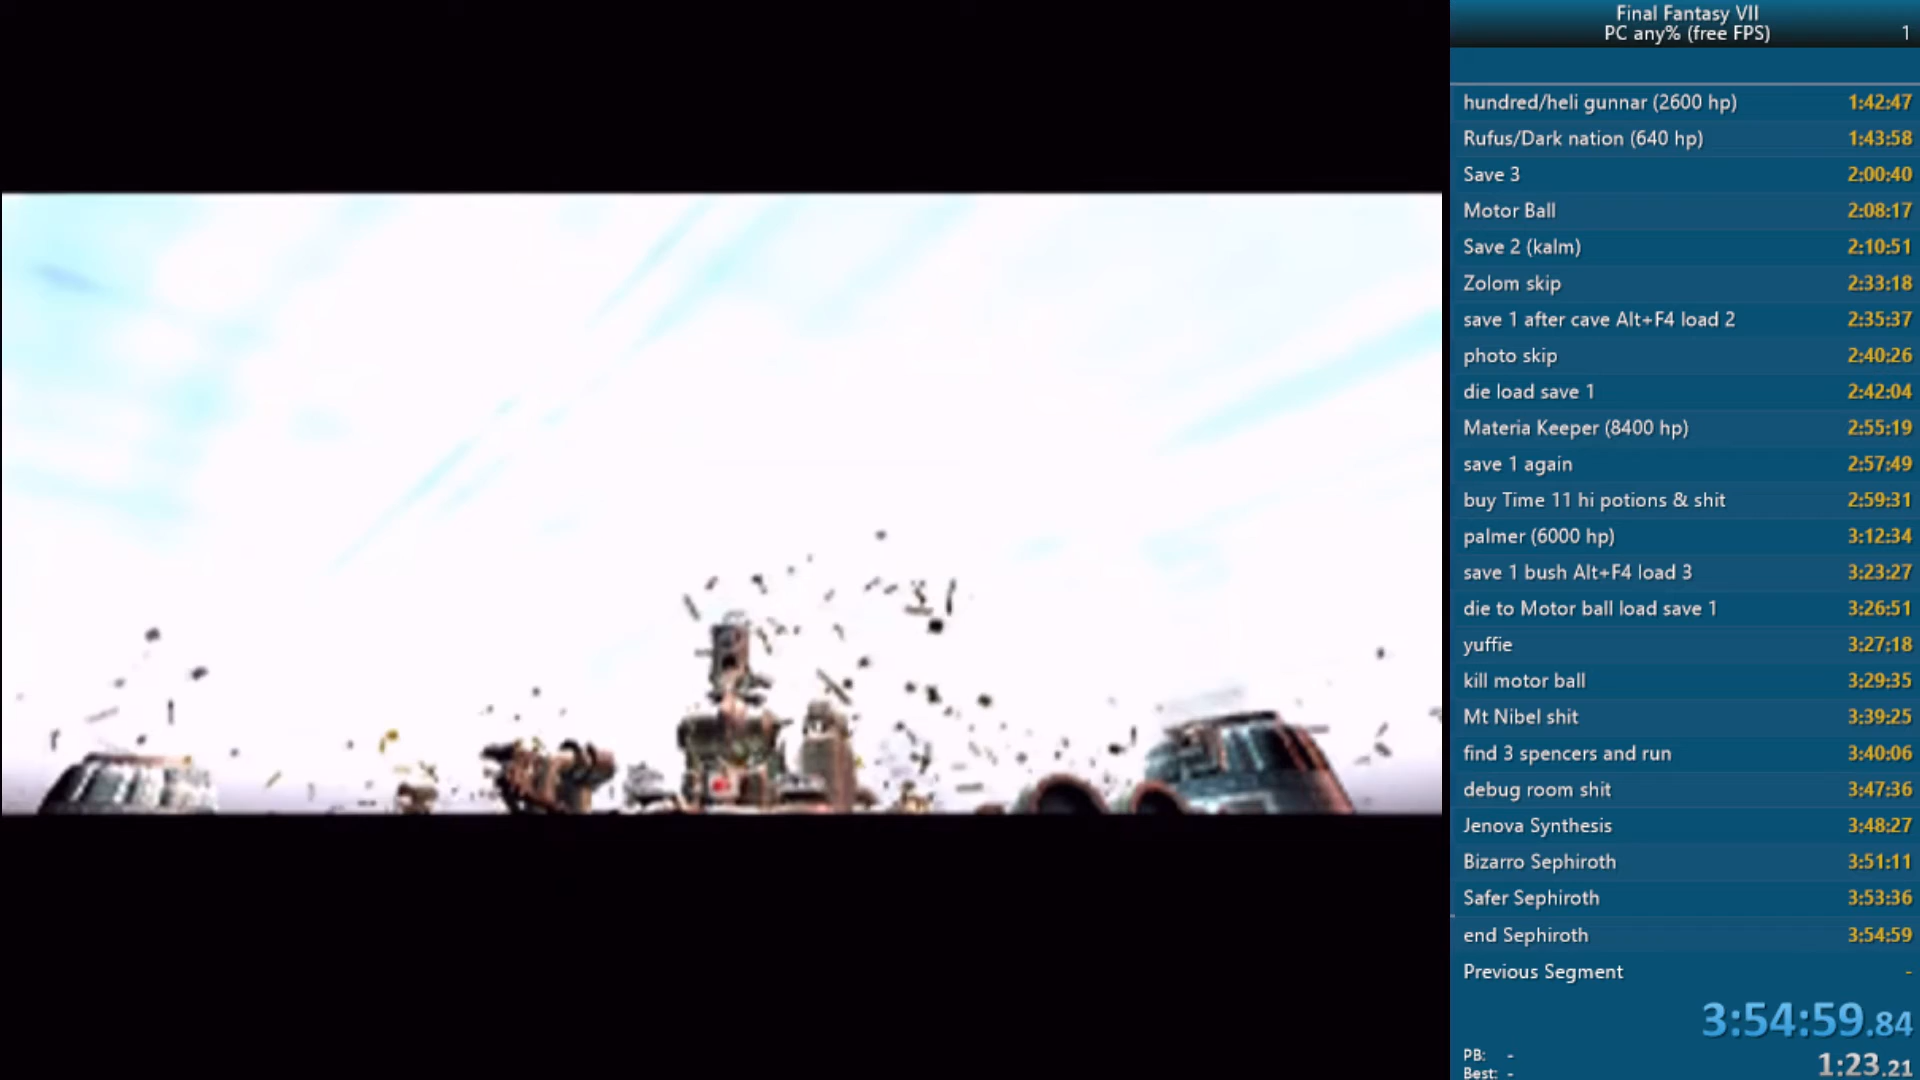 Final Fantasy VII
PC any% (free FPS) 1
hundred/heli gunnar (2600 hp) 1:42:47
Rufus/Dark nation (640 hp) 1:43:58
Save 3 2:00:40
Motor Ball 2:08:17
Save 2 (kalm) 2:10:51
Zolom skip 2:33:18
save 1 after cave Alt+F4 load 2 2:35:37
photo skip 2:40:26
die load save 1 2:42:04
Materia Keeper (8400 hp) 2:55:19
save 1 again 2:57:49
buy Time 11 hi potions & shit 2:59:31
palmer (6000 hp) 3:12:34
save 1 bush Alt+F4 load 3 3:23:27
die to Motor ball load save 1 3:26:51
yuffie 3:27:18
kill motor ball 3:29:35
Mt Nibel shit 3:39:25
find 3 spencers and run 3:40:06
debug room shit 3:47:36
Jenova Synthesis 3:48:27
Bizarro Sephiroth 3:51:11
Safer Sephiroth 3:53:36
end Sephiroth 3:54:59
Previous Segment -
3:54:59.84
PB: -
Best: - 1:23.21